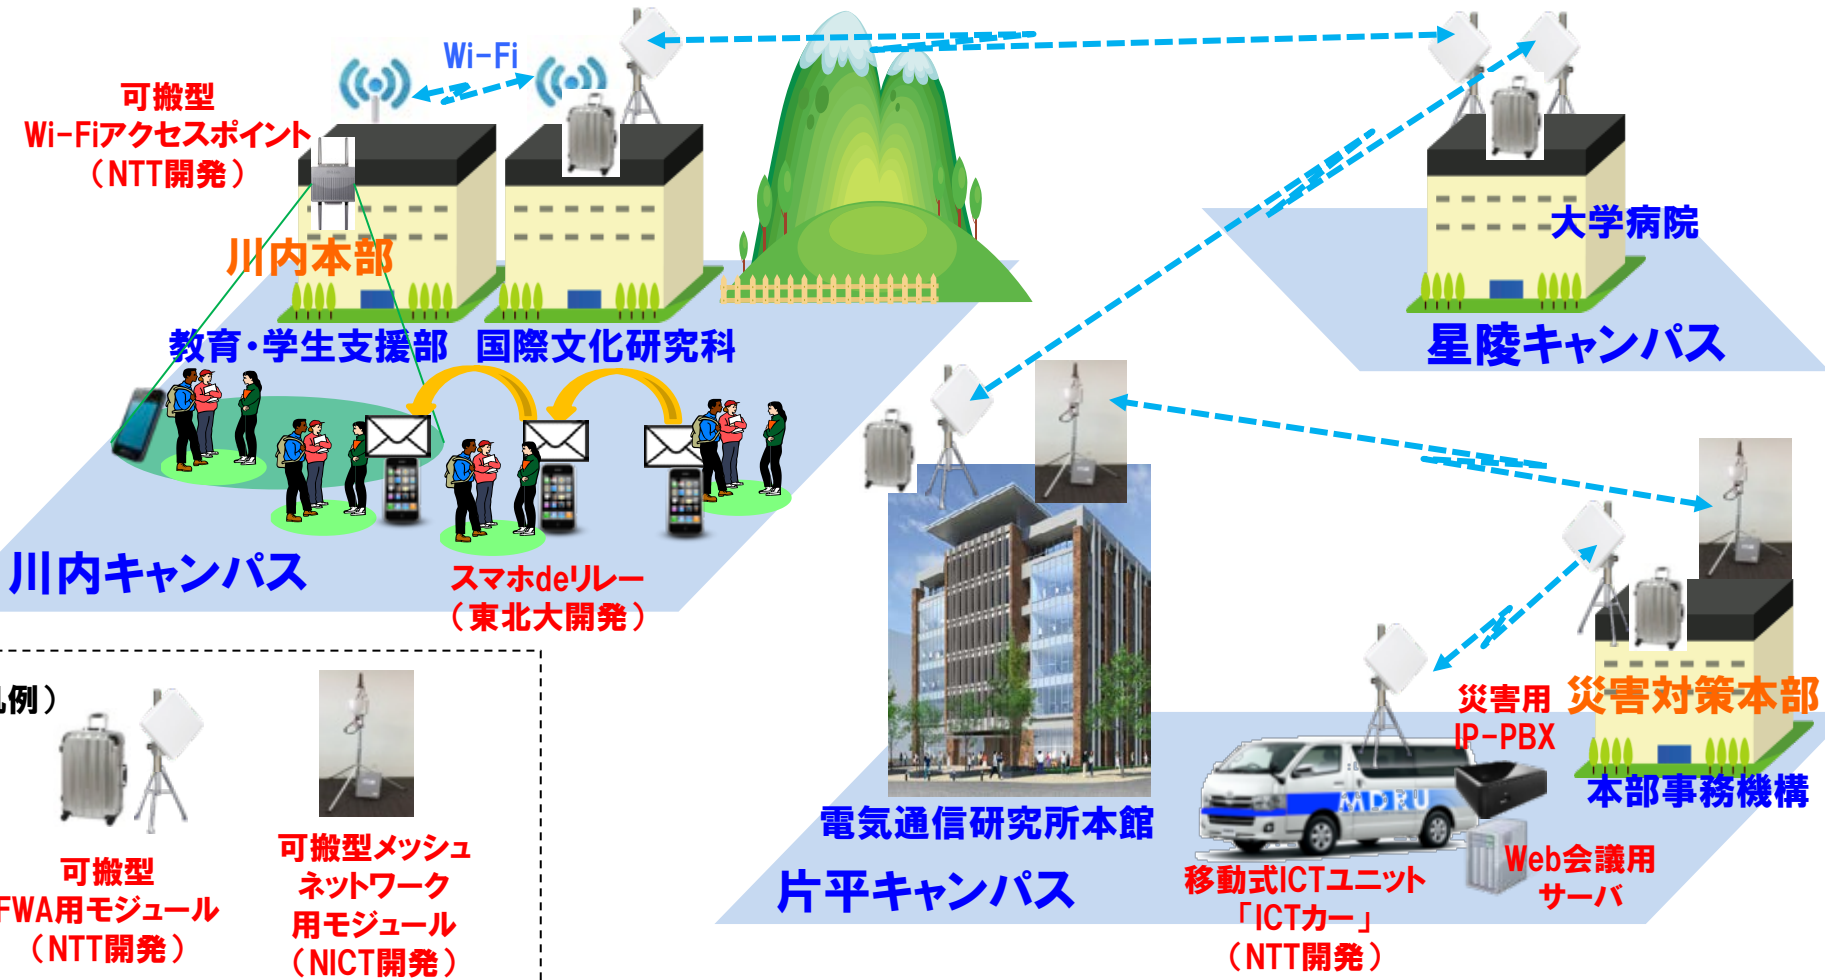 Wi-Fi
可搬型
Wi-Fiアクセスポイント
（NTT開発）
川内本部
教育・学生支援部
国際文化研究科
大学病院
星陵キャンパス
川内キャンパス
スマホdeリレー
（東北大開発）
例）
可搬型
FWA用モジュール
（NTT開発）
可搬型メッシュ
ネットワーク
用モジュール
（NICT開発）
電気通信研究所本館
片平キャンパス
MDRU
移動式ICTユニット
「ICTカー」
（NTT開発）
災害用
IP-PBX
災害対策本部
本部事務機構
Web会議用
サーバ